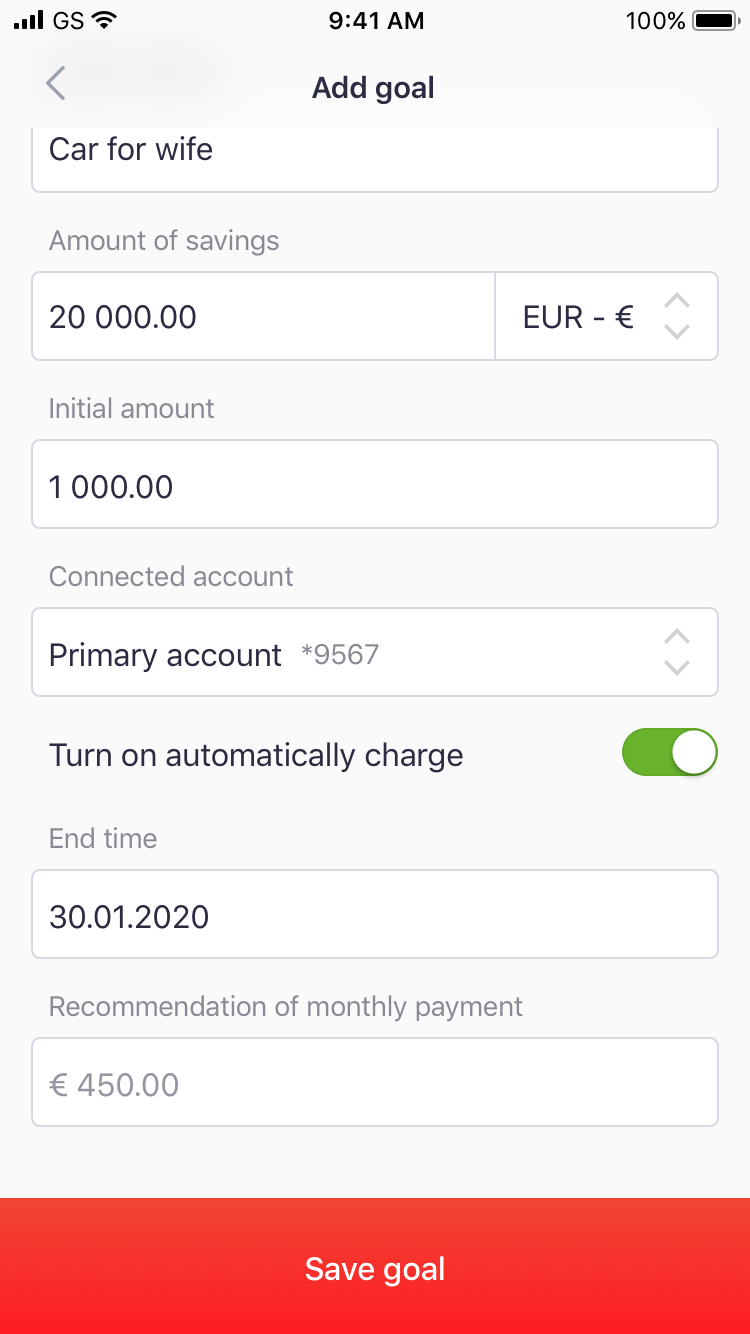 GS 9:41 AM 100%
Add goal
Car for wife
Amount of savings
20 000.00 EUR - €
Initial amount
1 000.00
Connected account
Primary account *9567
Turn on automatically charge
End time
30.01.2020
Recommendation of monthly payment
€ 450.00
Save goal